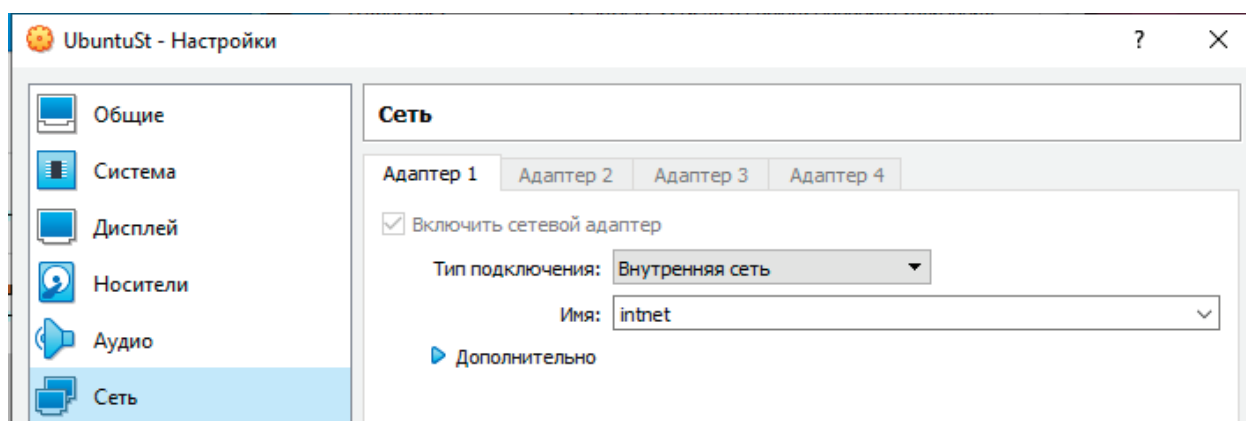 UbuntuSt - Настройки
?
Общие
Система
Дисплей
Носители
Аудио
Сеть
Сеть
Адаптер 1 Адаптер 2 Адаптер 3 Адаптер 4
Включить сетевой адаптер
Тип подключения: Внутренняя сеть
Имя: intnet
Дополнительно